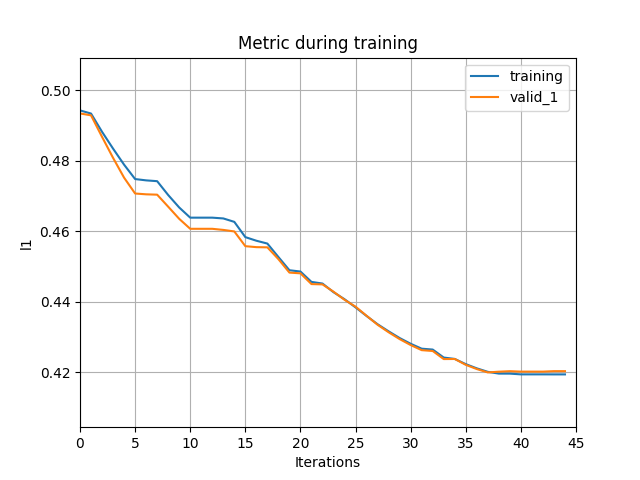 Metric during training
training
valid_1
0.50
0.48
0.46
0.44
0.42
l1
0 5 10 15 20 25 30 35 40 45
Iterations